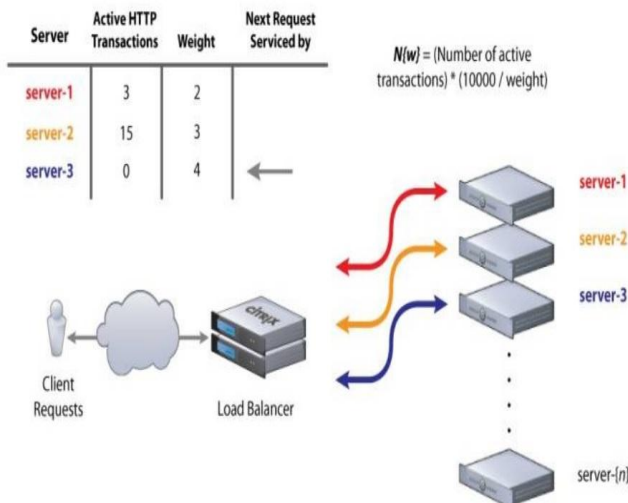 Server Active HTTP Transactions Weight Next Request Serviced by
server-1 3 2
server-2 15 3
server-3 0 4
N{w} = (Number of active
transactions) * (10000 / weight)
server-1
server-2
server-3
CITRIX
Client
Requests
Load Balancer
server-{n}